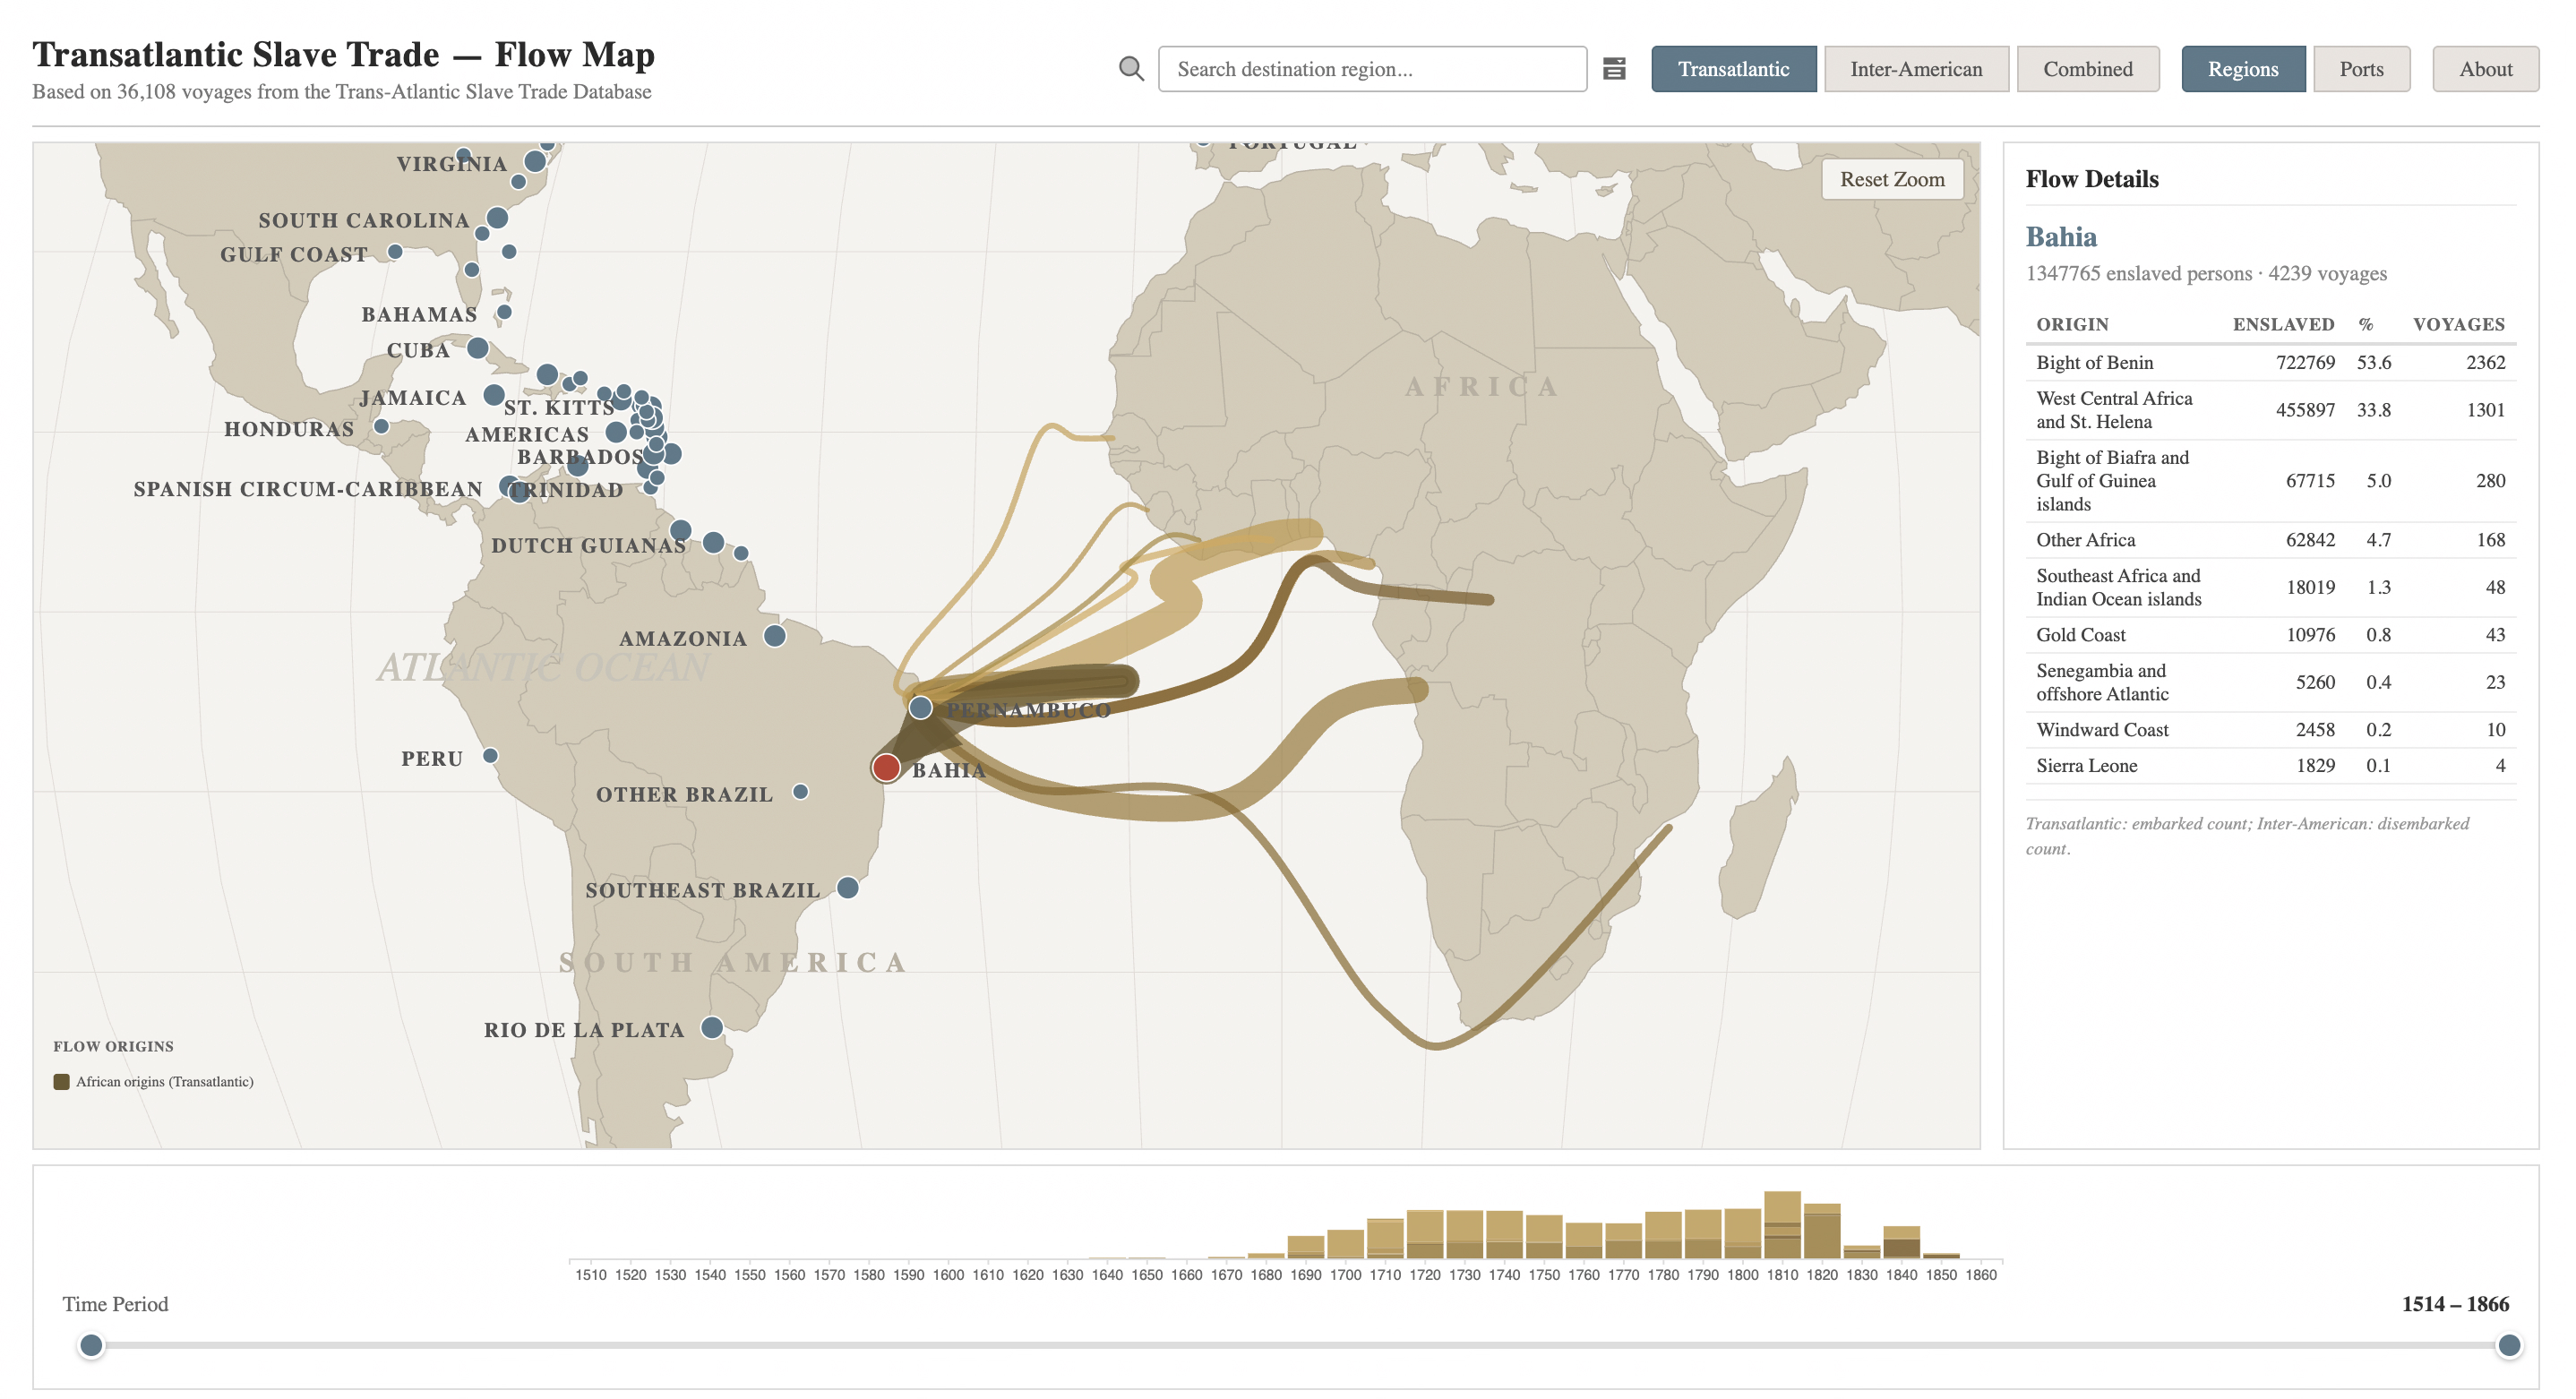 Transatlantic Slave Trade — Flow Map
Based on 36,108 voyages from the Trans-Atlantic Slave Trade Database
Search destination region...
Transatlantic
Inter-American
Combined
Regions
Ports
About
PORTUGAL
Reset Zoom
VIRGINIA
SOUTH CAROLINA
GULF COAST
BAHAMAS
CUBA
JAMAICA
ST. KITTS
HONDURAS
AMERICAS
BARBADOS
SPANISH CIRCUM-CARIBBEAN
TRINIDAD
DUTCH GUIANAS
AFRICA
AMAZONIA
ATLANTIC OCEAN
PERNAMBUCO
PERU
BAHIA
OTHER BRAZIL
SOUTHEAST BRAZIL
SOUTH AMERICA
RIO DE LA PLATA
FLOW ORIGINS
African origins (Transatlantic)
Flow Details
Bahia
1347765 enslaved persons · 4239 voyages
ORIGIN ENSLAVED % VOYAGES
Bight of Benin 722769 53.6 2362
West Central Africa
and St. Helena 455897 33.8 1301
Bight of Biafra and
Gulf of Guinea 67715 5.0 280
islands
Other Africa 62842 4.7 168
Southeast Africa and
Indian Ocean islands 18019 1.3 48
Gold Coast 10976 0.8 43
Senegambia and
offshore Atlantic 5260 0.4 23
Windward Coast 2458 0.2 10
Sierra Leone 1829 0.1 4
Transatlantic: embarked count; Inter-American: disembarked
count.
1510 1520 1530 1540 1550 1560 1570 1580 1590 1600 1610 1620 1630 1640 1650 1660 1670 1680 1690 1700 1710 1720 1730 1740 1750 1760 1770 1780 1790 1800 1810 1820 1830 1840 1850 1860
Time Period
1514 – 1866